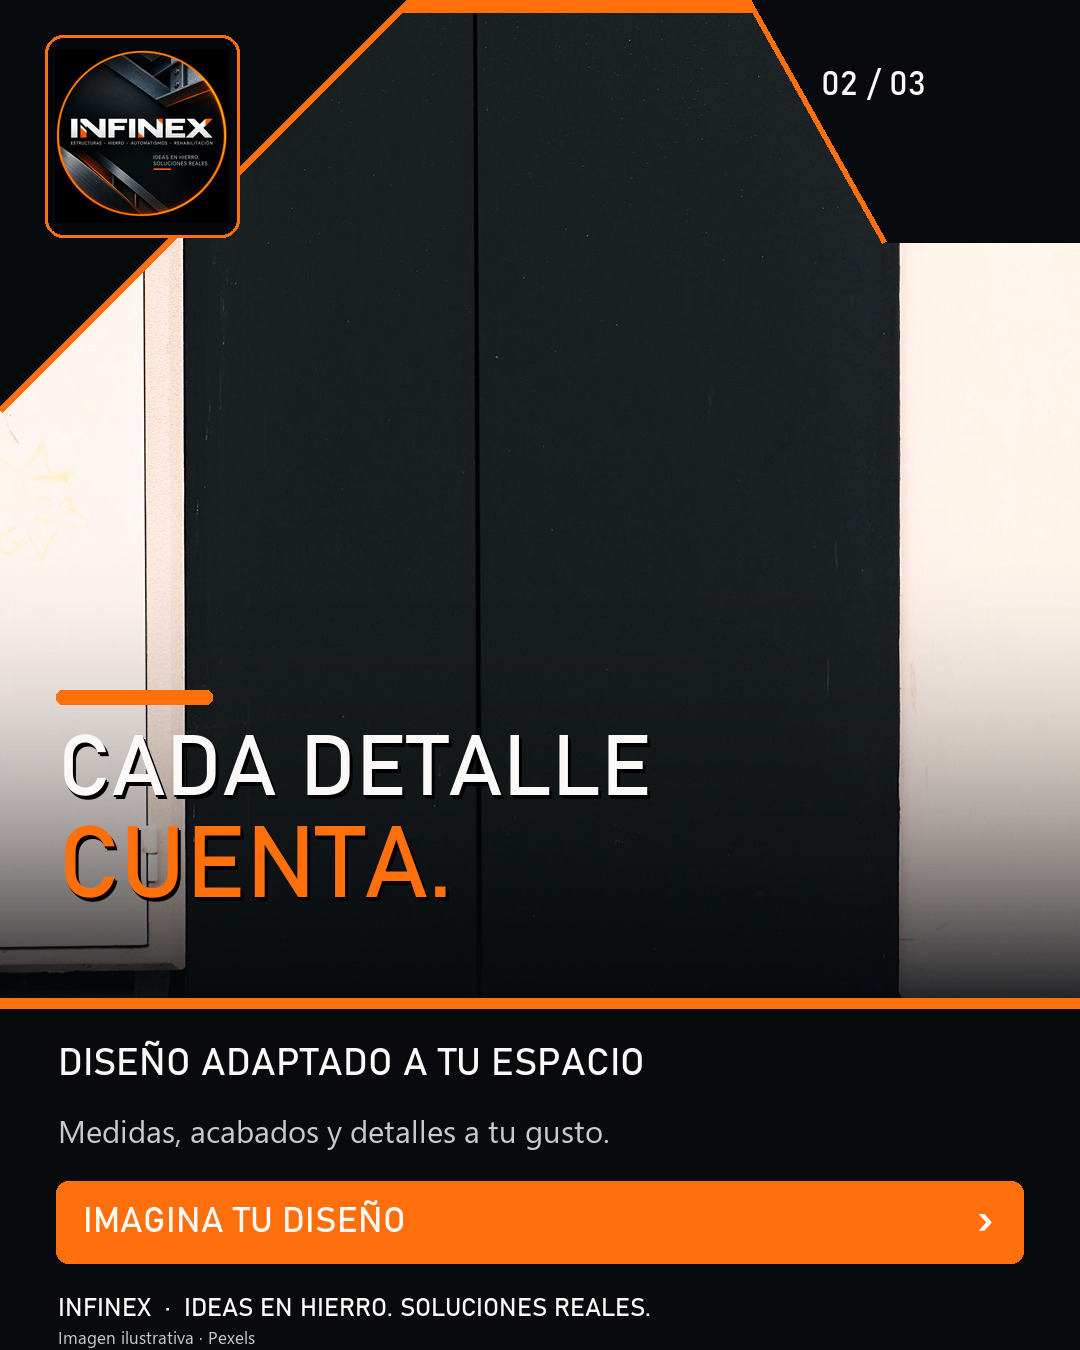 INFINEX
ESTRUCTURAS · HIERRO · AUTOMATISMOS · REHABILITACIÓN
IDEAS EN HIERRO.
SOLUCIONES REALES.
02 / 03
CADA DETALLE
CUENTA.
DISEÑO ADAPTADO A TU ESPACIO
Medidas, acabados y detalles a tu gusto.
IMAGINA TU DISEÑO ›
INFINEX · IDEAS EN HIERRO. SOLUCIONES REALES.
Imagen ilustrativa · Pexels